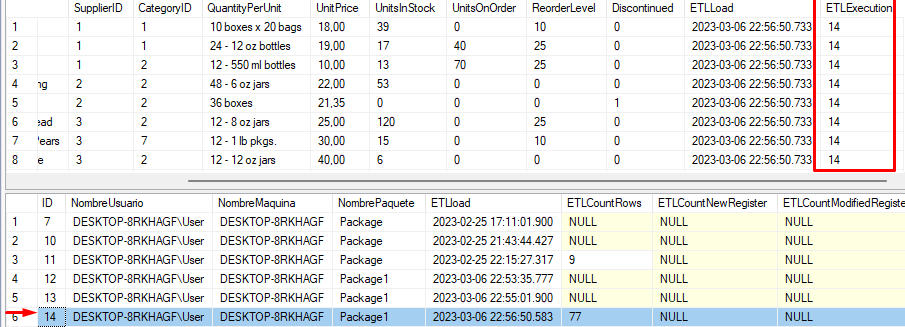 SupplierID CategoryID QuantityPerUnit UnitPrice UnitsInStock UnitsOnOrder ReorderLevel Discontinued ETLLoad ETLExecution
1 1 1 10 boxes x 20 bags 18,00 39 0 10 0 2023-03-06 22:56:50.733 14
2 1 1 24 - 12 oz bottles 19,00 17 40 25 0 2023-03-06 22:56:50.733 14
3 1 2 12 - 550 ml bottles 10,00 13 70 25 0 2023-03-06 22:56:50.733 14
4 ng 2 2 48 - 6 oz jars 22,00 53 0 0 0 2023-03-06 22:56:50.733 14
5 2 2 36 boxes 21,35 0 0 0 1 2023-03-06 22:56:50.733 14
6 ead 3 2 12 - 8 oz jars 25,00 120 0 25 0 2023-03-06 22:56:50.733 14
7 Pears 3 7 12 - 1 lb pkgs. 30,00 15 0 10 0 2023-03-06 22:56:50.733 14
8 e 3 2 12 - 12 oz jars 40,00 6 0 0 0 2023-03-06 22:56:50.733 14
ID NombreUsuario NombreMaquina NombrePaquete ETLload ETLCountRows ETLCountNewRegister ETLCountModifiedRegiste
1 7 DESKTOP-8RKHAGF\User DESKTOP-8RKHAGF Package 2023-02-25 17:11:01.900 NULL NULL NULL
2 10 DESKTOP-8RKHAGF\User DESKTOP-8RKHAGF Package 2023-02-25 21:43:44.427 NULL NULL NULL
3 11 DESKTOP-8RKHAGF\User DESKTOP-8RKHAGF Package 2023-02-25 22:15:27.317 9 NULL NULL
4 12 DESKTOP-8RKHAGF\User DESKTOP-8RKHAGF Package1 2023-03-06 22:53:35.777 NULL NULL NULL
5 13 DESKTOP-8RKHAGF\User DESKTOP-8RKHAGF Package1 2023-03-06 22:55:01.900 NULL NULL NULL
6 14 DESKTOP-8RKHAGF\User DESKTOP-8RKHAGF Package1 2023-03-06 22:56:50.583 77 NULL NULL